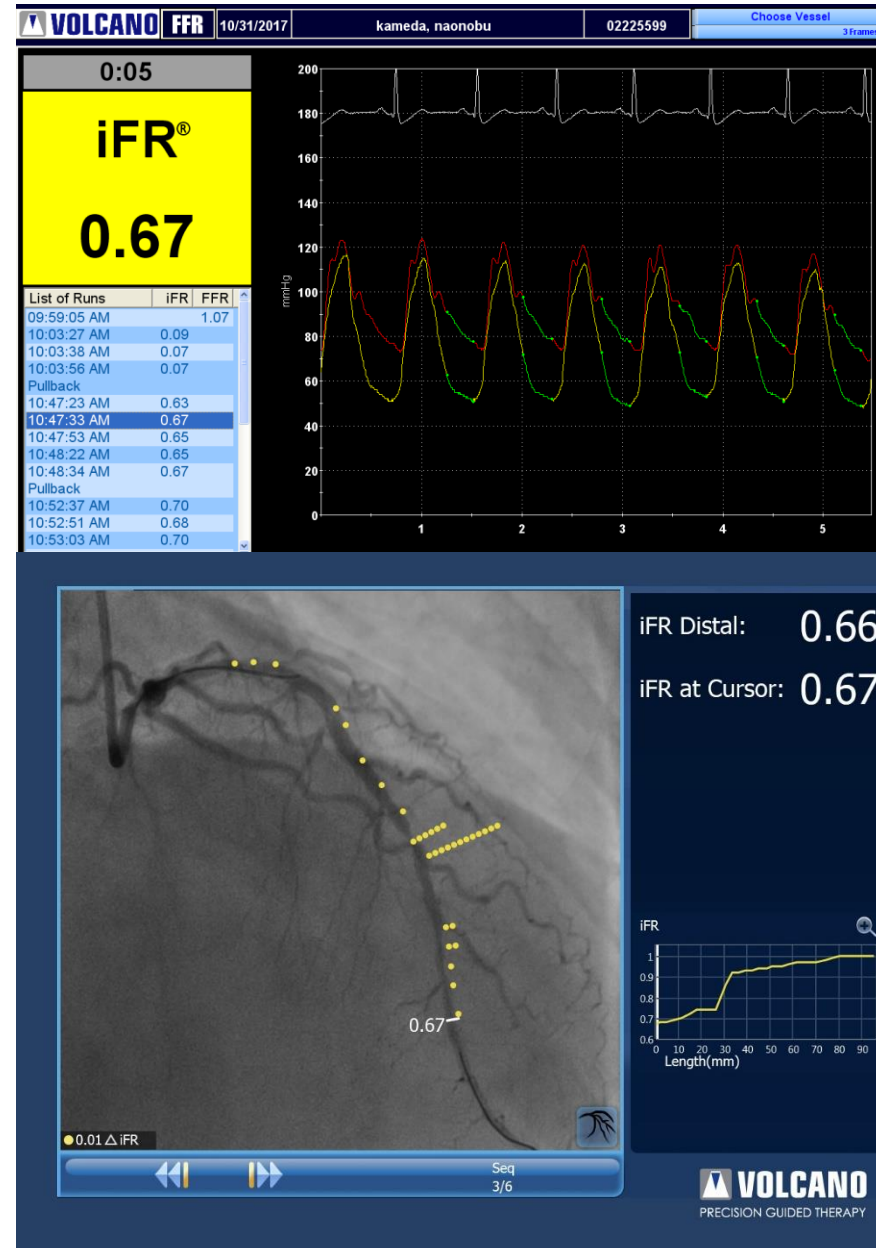 VOLCANO FFR 10/31/2017 kameda, naonobu 02225599 Choose Vessel
3 Frames
0:05
iFR®
0.67
List of Runs iFR FFR
09:59:05 AM 1.07
10:03:27 AM 0.09
10:03:38 AM 0.07
10:03:56 AM 0.07
Pullback
10:47:23 AM 0.63
10:47:33 AM 0.67
10:47:53 AM 0.65
10:48:22 AM 0.65
10:48:34 AM 0.67
Pullback
10:52:37 AM 0.70
10:52:51 AM 0.68
10:53:03 AM 0.70
200
180
160
140
120
100
80
60
40
20
0
mmHg
1 2 3 4 5
iFR Distal: 0.66
iFR at Cursor: 0.67
0.67
0.01 △ iFR
iFR
1
0.9
0.8
0.7
0.6
0 10 20 30 40 50 60 70 80 90
Length(mm)
Seq
3/6
VOLCANO
PRECISION GUIDED THERAPY